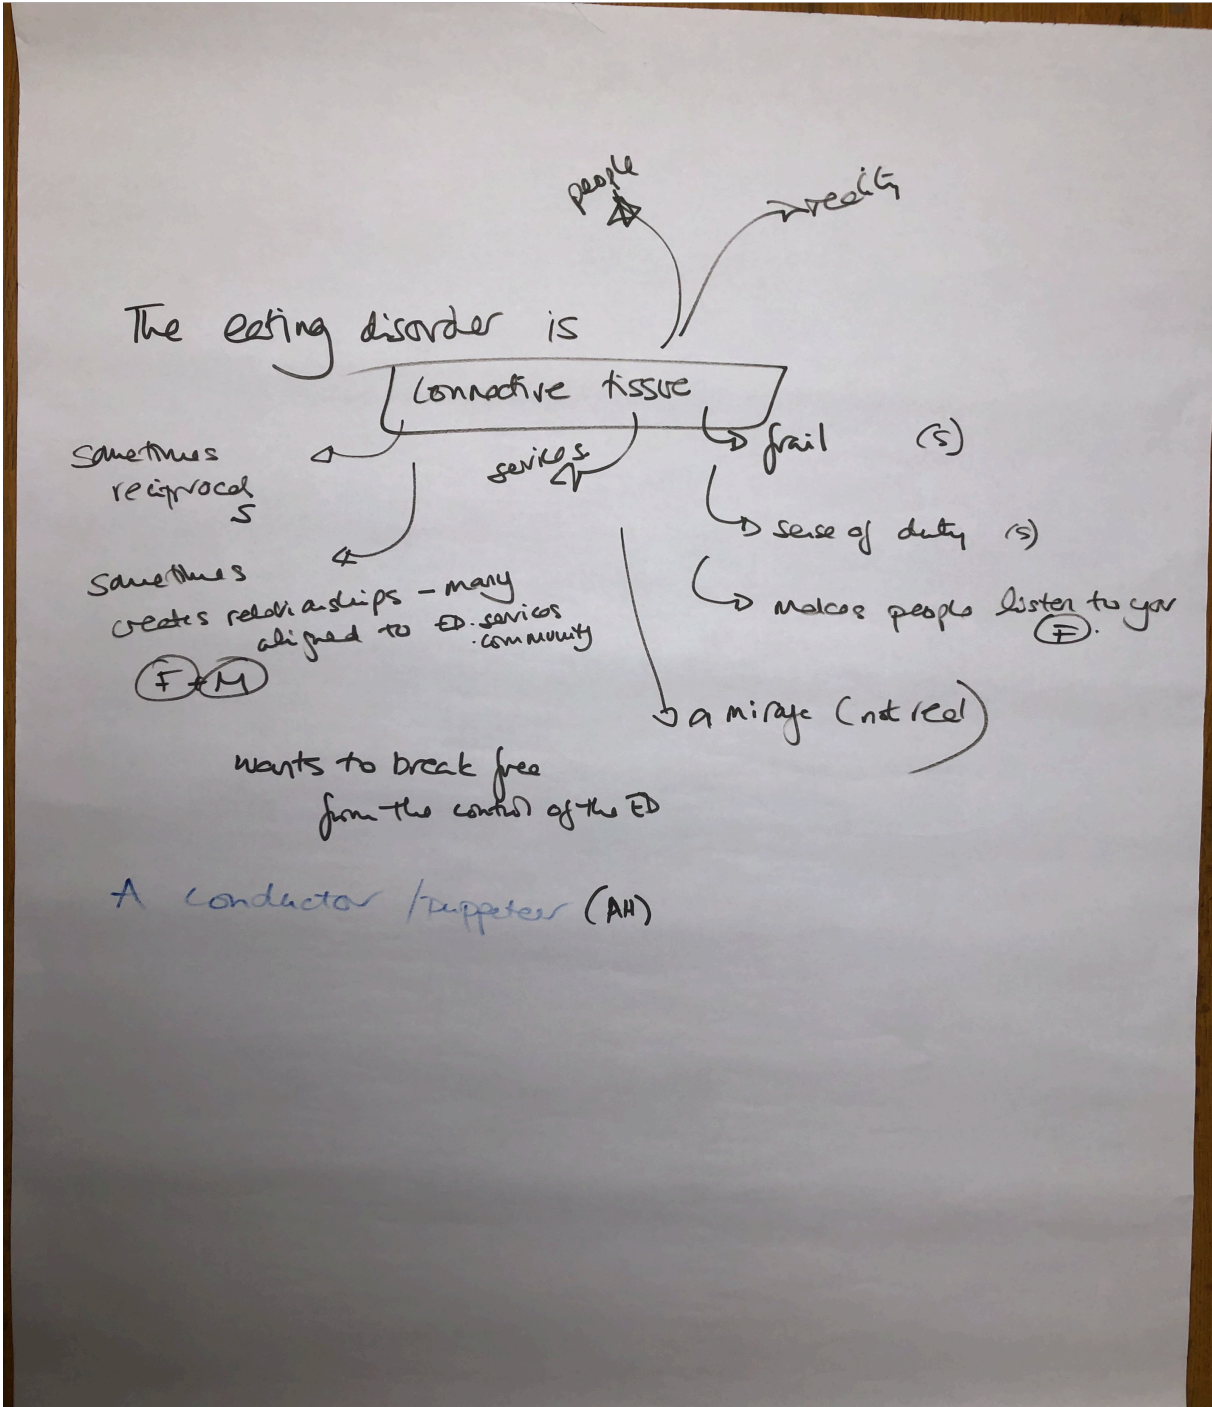 people
reality
The eating disorder is
connective tissue
sometimes
reciprocal
S
services
frail (S)
sense of duty (S)
makes people listen to you
F.
sometimes
creates relationships - many
aligned to ED. services
. community
F + M
a mirage (not real)
wants to break free
from the control of the ED
A conductor / puppeteer (AH)